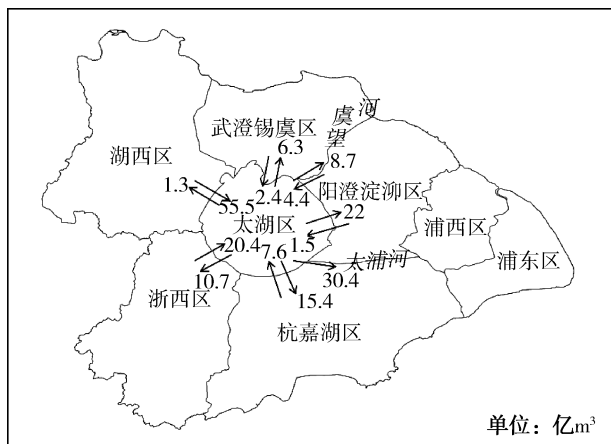 虞
河
望
武澄锡虞区
6.3
湖西区
8.7
1.3
阳澄淀泖区
2.4
4.4
55.5
22
太湖区
浦西区
20.4
7.6
1.5
太浦河
浦东区
10.7
30.4
浙西区
15.4
杭嘉湖区
单位：亿m³